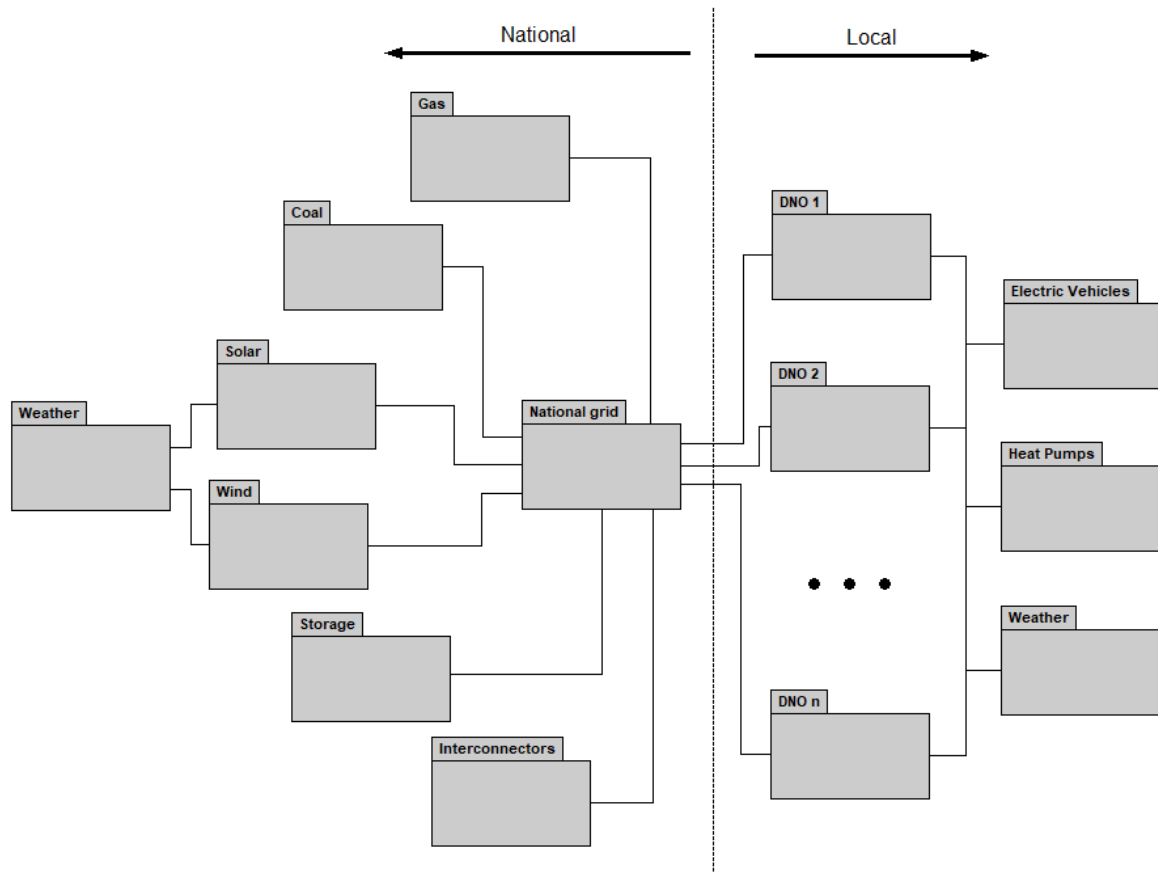 National
Local
Gas
Coal
Solar
Weather
Wind
National grid
Storage
Interconnectors
DNO 1
DNO 2
DNO n
Electric Vehicles
Heat Pumps
Weather